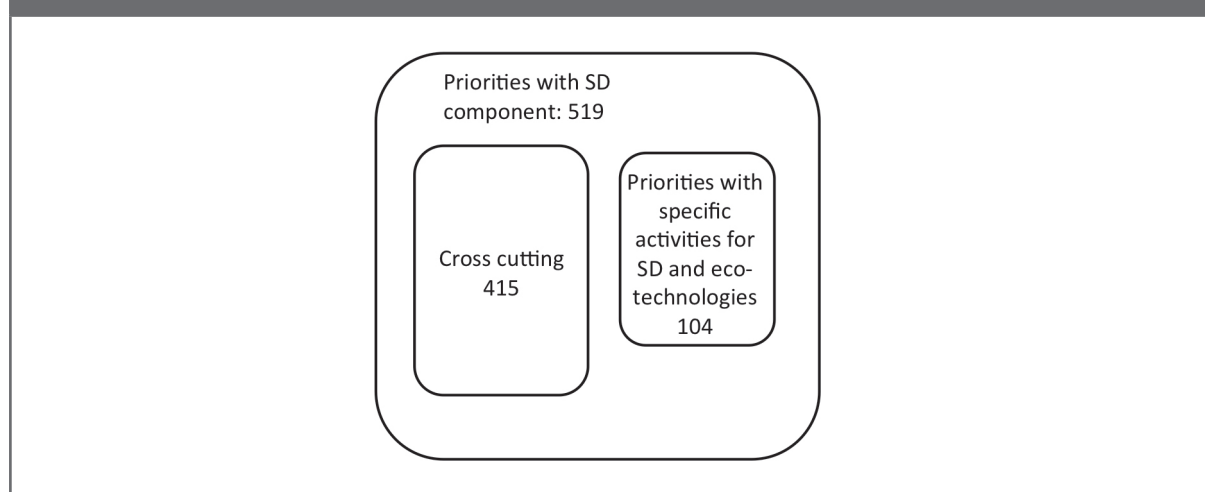 Priorities with SD
component: 519
Cross cutting
415
Priorities with
specific
activities for
SD and eco-
technologies
104